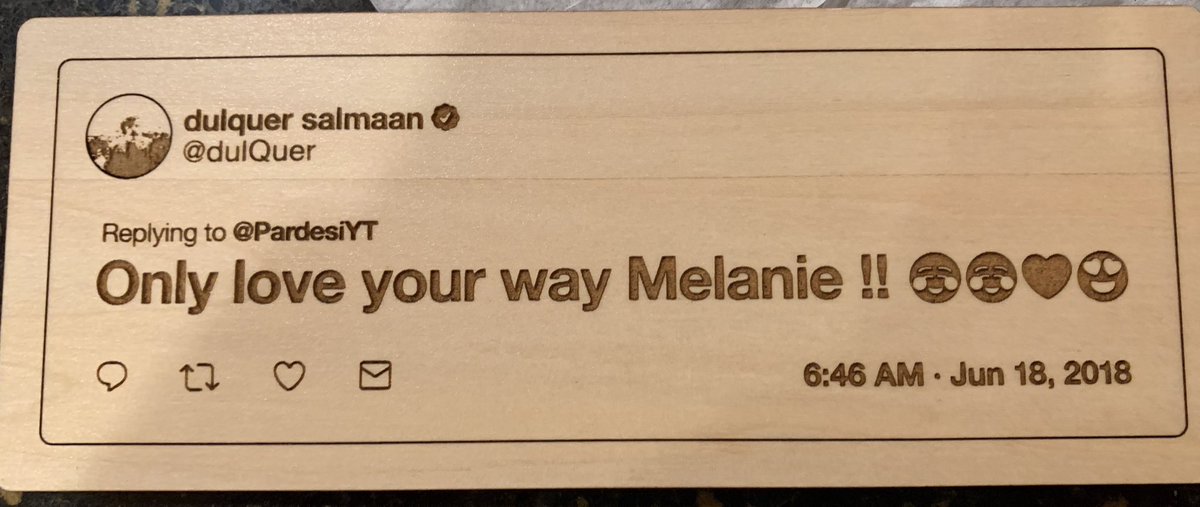 dulquer salmaan
@dulQuer
Replying to @PardesiYT
Only love your way Melanie !! 😂😂❤😍
6:46 AM · Jun 18, 2018